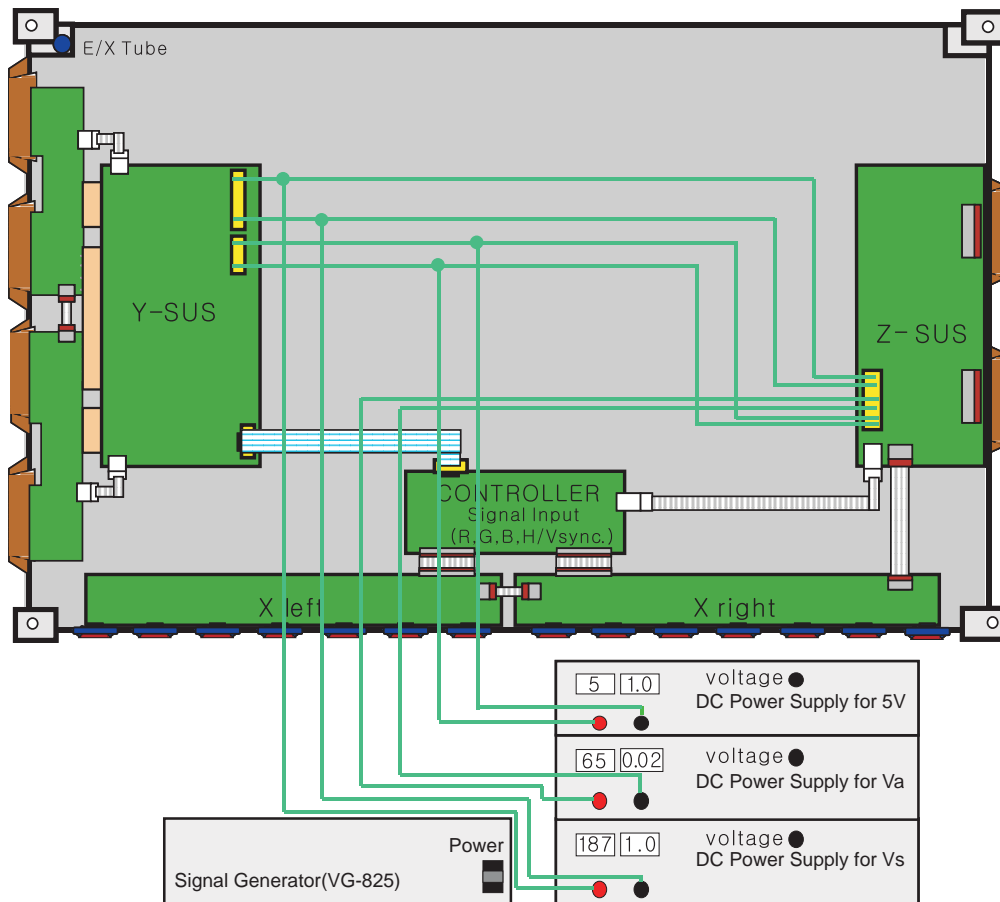 E/X Tube
Y-SUS
Z-SUS
CONTROLLER
Signal Input
(R,G,B,H/Vsync.)
X left
X right
5 1.0 voltage
DC Power Supply for 5V
65 0.02 voltage
DC Power Supply for Va
187 1.0 voltage
DC Power Supply for Vs
Power
Signal Generator(VG-825)